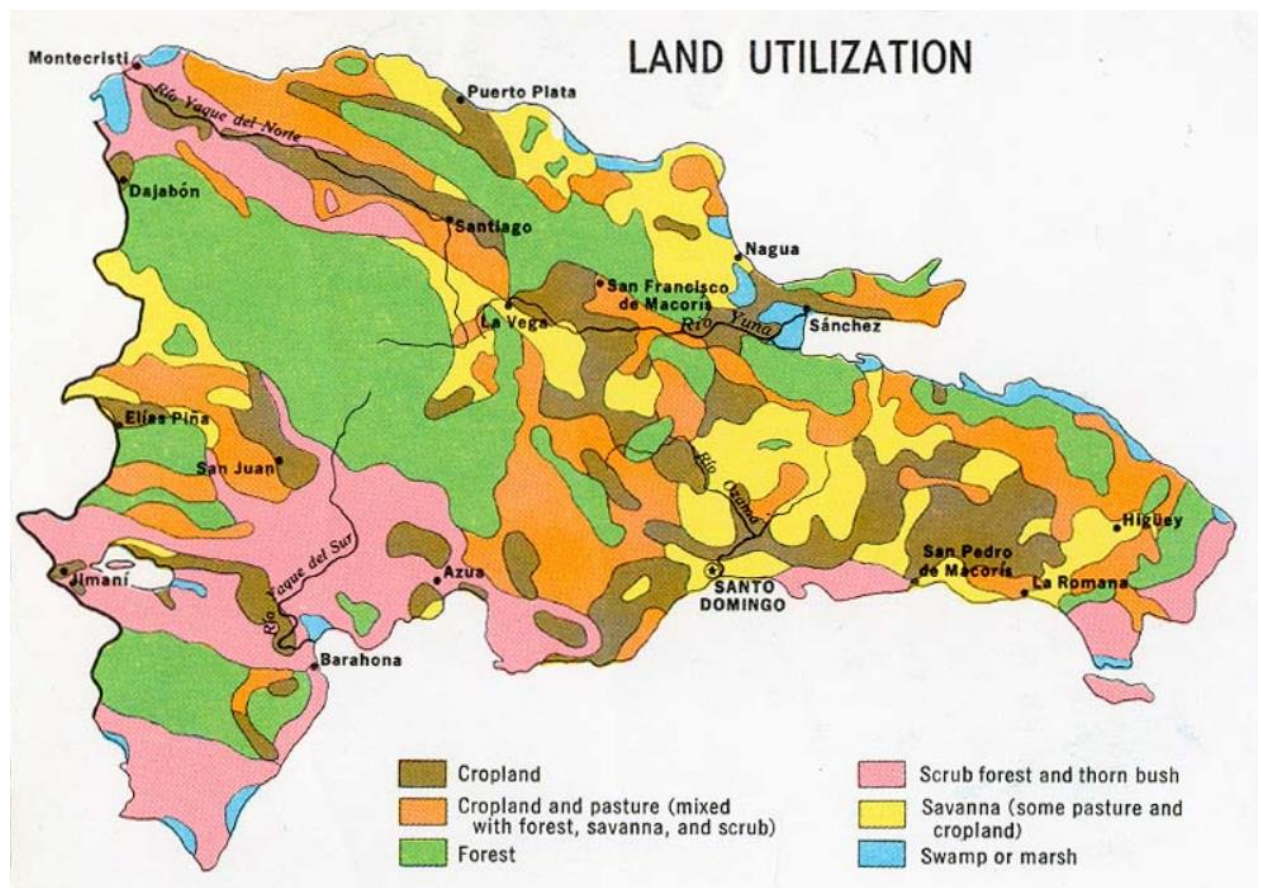 LAND UTILIZATION
Montecristi
Río Yaque del Norte
Puerto Plata
Dajabón
Santiago
Nagua
San Francisco
de Macorís
La Vega
Río Yuna
Sánchez
Elías Piña
San Juan
Río Ozama
Higüey
Río Yaque del Sur
San Pedro
de Macorís
Jimaní
Azua
SANTO
DOMINGO
La Romana
Barahona
Cropland
Cropland and pasture (mixed
with forest, savanna, and scrub)
Forest
Scrub forest and thorn bush
Savanna (some pasture and
cropland)
Swamp or marsh